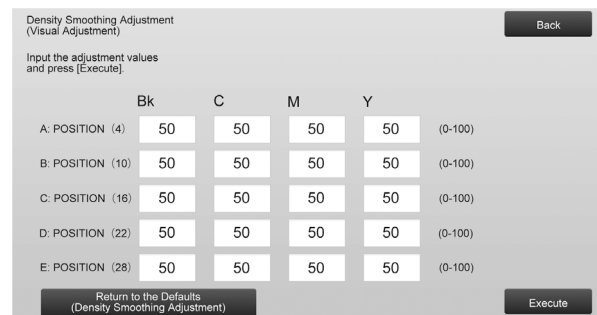 Density Smoothing Adjustment
(Visual Adjustment)
Back
Input the adjustment values
and press [Execute].
Bk C M Y
A: POSITION (4) 50 50 50 50 (0-100)
B: POSITION (10) 50 50 50 50 (0-100)
C: POSITION (16) 50 50 50 50 (0-100)
D: POSITION (22) 50 50 50 50 (0-100)
E: POSITION (28) 50 50 50 50 (0-100)
Return to the Defaults
(Density Smoothing Adjustment)
Execute